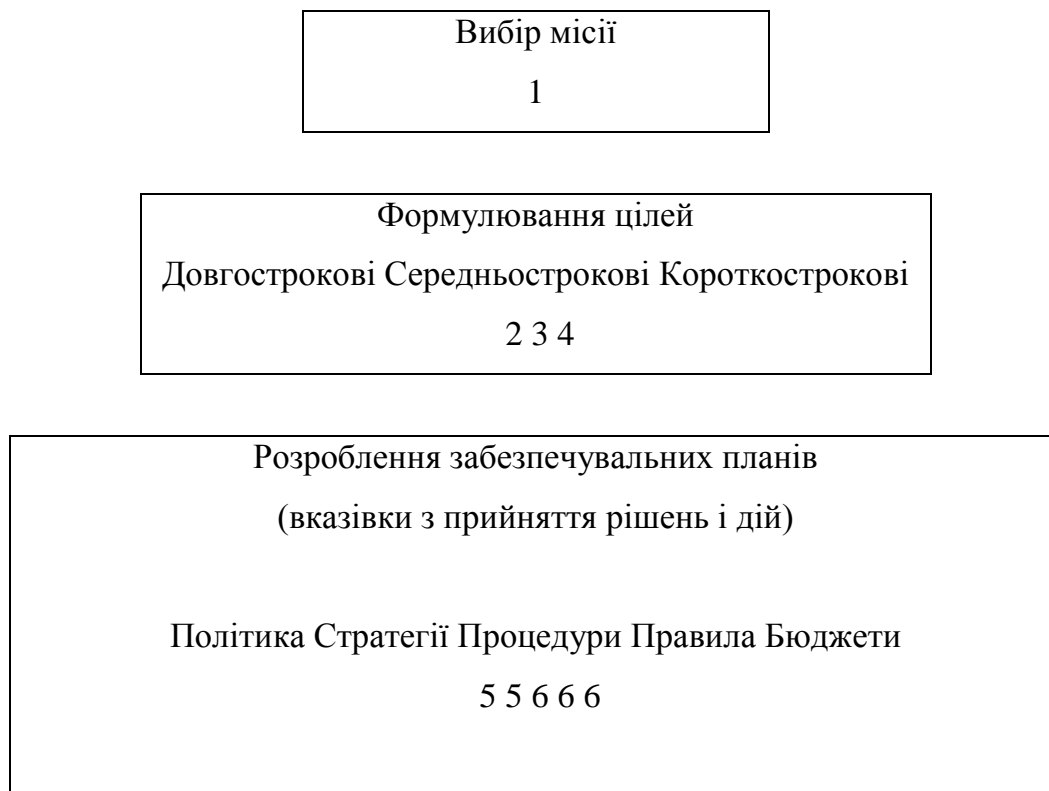 Вибір місії
1
Формулювання цілей
Довгострокові Середньострокові Короткострокові
2 3 4
Розроблення забезпечувальних планів
(вказівки з прийняття рішень і дій)
Політика Стратегії Процедури Правила Бюджети
5 5 6 6 6